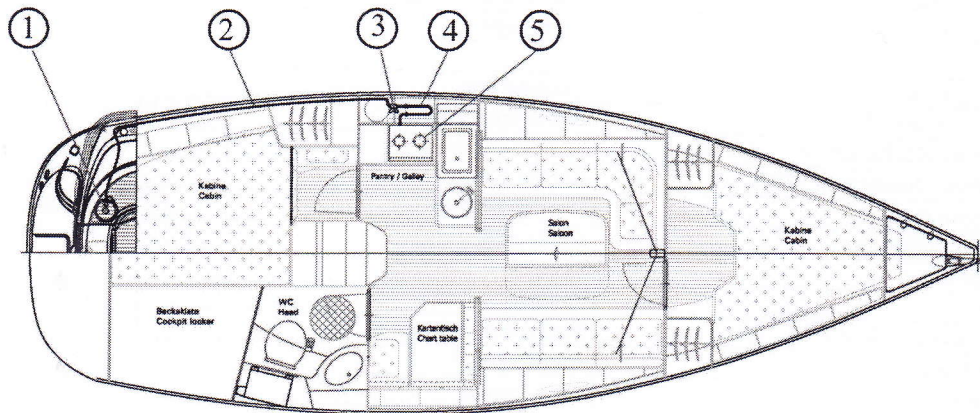 1
2
3
4
5
Kabine
Cabin
Pantry / Galley
Salon
Saloon
Kabine
Cabin
Backskiste
Cockpit locker
WC
Head
Kartentisch
Chart table